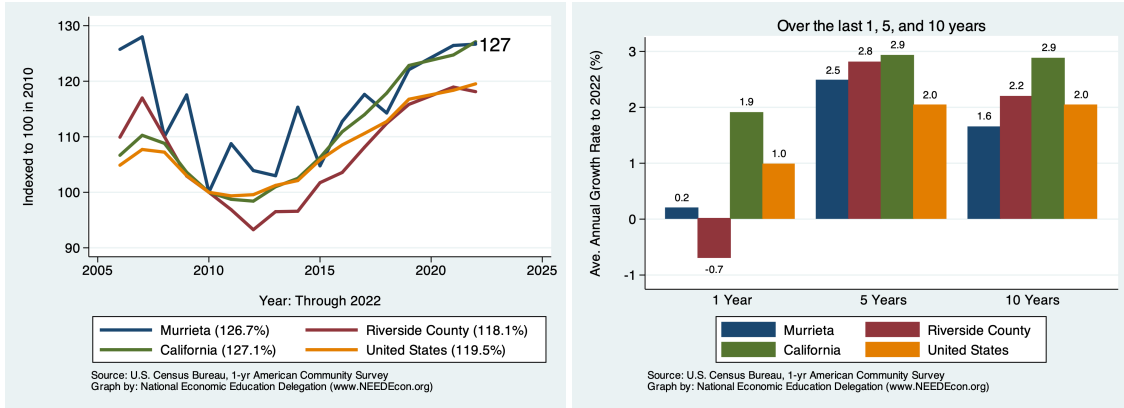 Indexed to 100 in 2010
130
120
110
100
90
127
2005
2010
2015
2020
2025
Year: Through 2022
Murrieta (126.7%)
Riverside County (118.1%)
California (127.1%)
United States (119.5%)
Source: U.S. Census Bureau, 1-yr American Community Survey
Graph by: National Economic Education Delegation (www.NEEDEcon.org)
Over the last 1, 5, and 10 years
Ave. Annual Growth Rate to 2022 (%)
3
2
1
0
-1
0.2
-0.7
1.9
1.0
2.5
2.8
2.9
2.0
1.6
2.2
2.9
2.0
1 Year
5 Years
10 Years
Murrieta
Riverside County
California
United States
Source: U.S. Census Bureau, 1-yr American Community Survey
Graph by: National Economic Education Delegation (www.NEEDEcon.org)